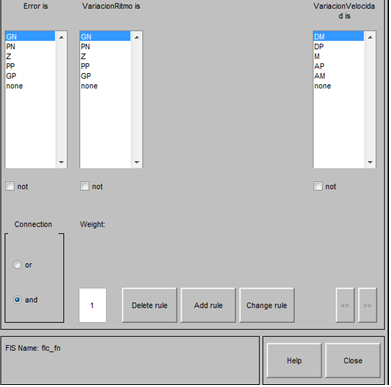 Error is
VariacionRitmo is
VariacionVelocida
d is
GN
PN
Z
PP
GP
none
GN
PN
Z
PP
GP
none
DM
DP
M
AP
AM
none
not
not
not
Connection
Weight:
or
and
1
Delete rule
Add rule
Change rule
<<
>>
FIS Name: flc_fn
Help
Close